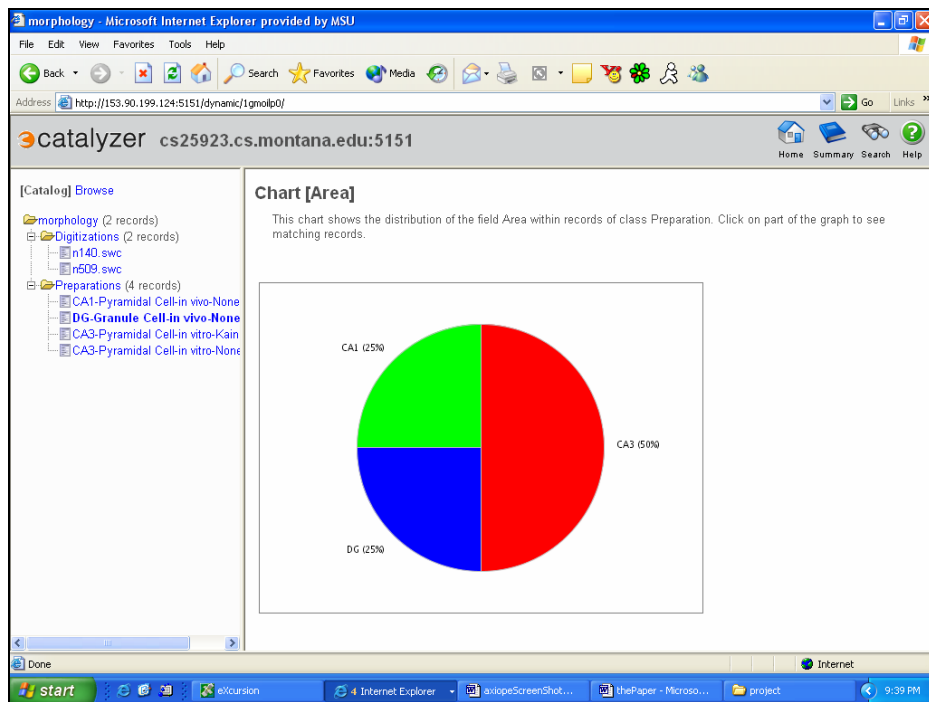 morphology - Microsoft Internet Explorer provided by MSU
File Edit View Favorites Tools Help
Back Search Favorites Media
Address http://153.90.199.124:5151/dynamic/1gmoilp0/ Go Links »
catalyzer cs25923.cs.montana.edu:5151
Home Summary Search Help
[Catalog] Browse
morphology (2 records)
Digitizations (2 records)
n140.swc
n509.swc
Preparations (4 records)
CA1-Pyramidal Cell-in vivo-None
DG-Granule Cell-in vivo-None
CA3-Pyramidal Cell-in vitro-Kain
CA3-Pyramidal Cell-in vitro-None
Chart [Area]
This chart shows the distribution of the field Area within records of class Preparation. Click on part of the graph to see
matching records.
CA1 (25%)
CA3 (50%)
DG (25%)
Done Internet
start eXcursion 4 Internet Explorer axiopeScreenShot... thePaper - Microso... project 9:39 PM